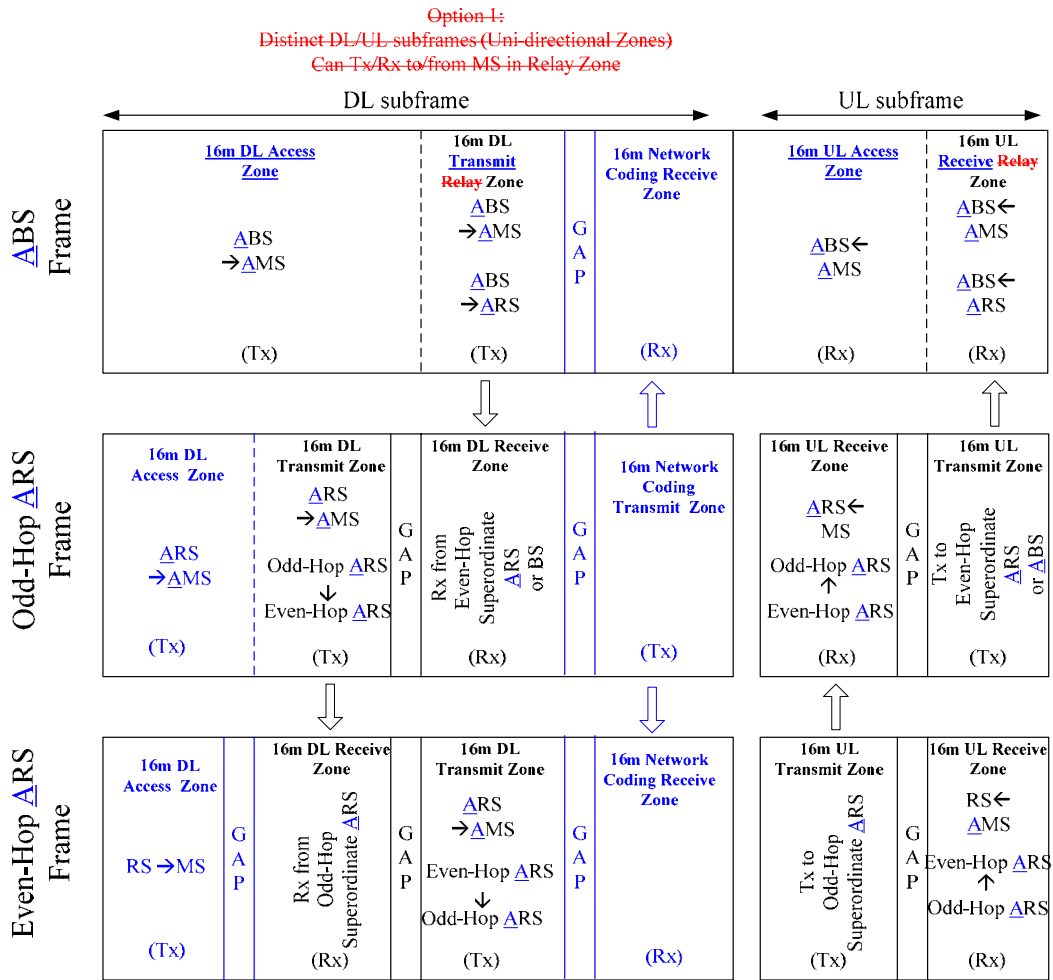 Option 1:
Distinct DL/UL subframes (Uni-directional Zones)
Can Tx/Rx to/from MS in Relay Zone
DL subframe
UL subframe
ABS
Frame
16m DL Access
Zone
ABS
→AMS
(Tx)
16m DL
Transmit
Relay Zone
ABS
→AMS
ABS
→ARS
(Tx)
G
A
P
16m Network
Coding Receive
Zone
(Rx)
16m UL Access
Zone
ABS←
AMS
(Rx)
16m UL
Receive Relay
Zone
ABS←
AMS
ABS←
ARS
(Rx)
Odd-Hop ARS
Frame
16m DL
Access Zone
ARS
→AMS
(Tx)
16m DL
Transmit Zone
ARS
→AMS
Odd-Hop ARS
↓
Even-Hop ARS
(Tx)
G
A
P
16m DL Receive Zone
Rx from
Even-Hop
Superordinate
ARS
or BS
(Rx)
G
A
P
16m Network
Coding
Transmit Zone
(Tx)
16m UL Receive
Zone
ARS←
MS
Odd-Hop ARS
↑
Even-Hop ARS
(Rx)
G
A
P
16m UL
Transmit Zone
Tx to
Even-Hop
Superordinate
ARS
or ABS
(Tx)
Even-Hop ARS
Frame
16m DL
Access Zone
RS →MS
(Tx)
G
A
P
16m DL Receive
Zone
Rx from
Odd-Hop
Superordinate ARS
(Rx)
G
A
P
16m DL
Transmit Zone
ARS
→AMS
Even-Hop ARS
↓
Odd-Hop ARS
(Tx)
G
A
P
16m Network
Coding Receive
Zone
(Rx)
16m UL
Transmit Zone
Tx to
Odd-Hop
Superordinate ARS
(Tx)
G
A
P
16m UL Receive
Zone
RS←
AMS
Even-Hop ARS
↑
Odd-Hop ARS
(Rx)